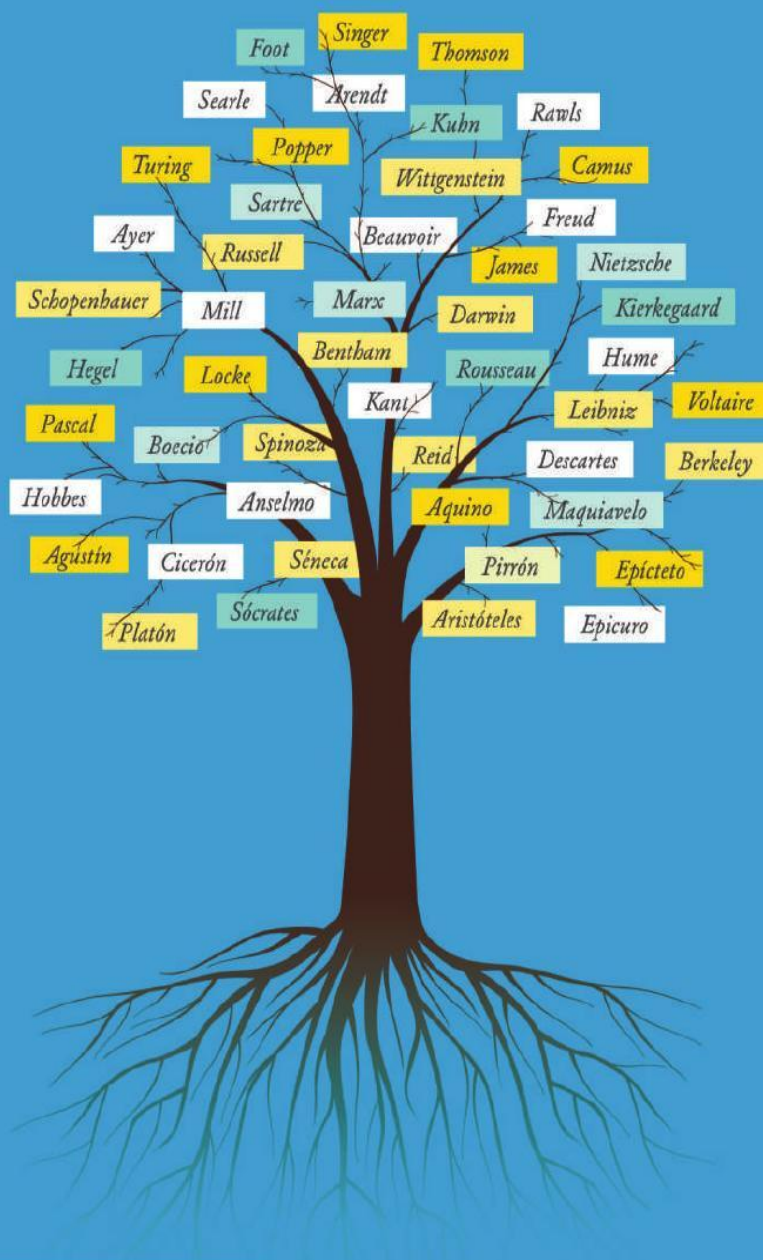 Singer
Foot
Thomson
Arendt
Searle
Rawls
Kuhn
Popper
Turing
Camus
Wittgenstein
Sartre
Freud
Ayer
Beauvoir
Russell
James
Nietzsche
Schopenhauer
Mill
Marx
Darwin
Kierkegaard
Bentham
Hume
Hegel
Locke
Rousseau
Kant
Leibniz
Voltaire
Pascal
Boecio
Spinoza
Reid
Descartes
Berkeley
Hobbes
Anselmo
Aquino
Maquiavelo
Agustín
Cicerón
Séneca
Pirrón
Epícteto
Sócrates
Aristóteles
Epicuro
Platón